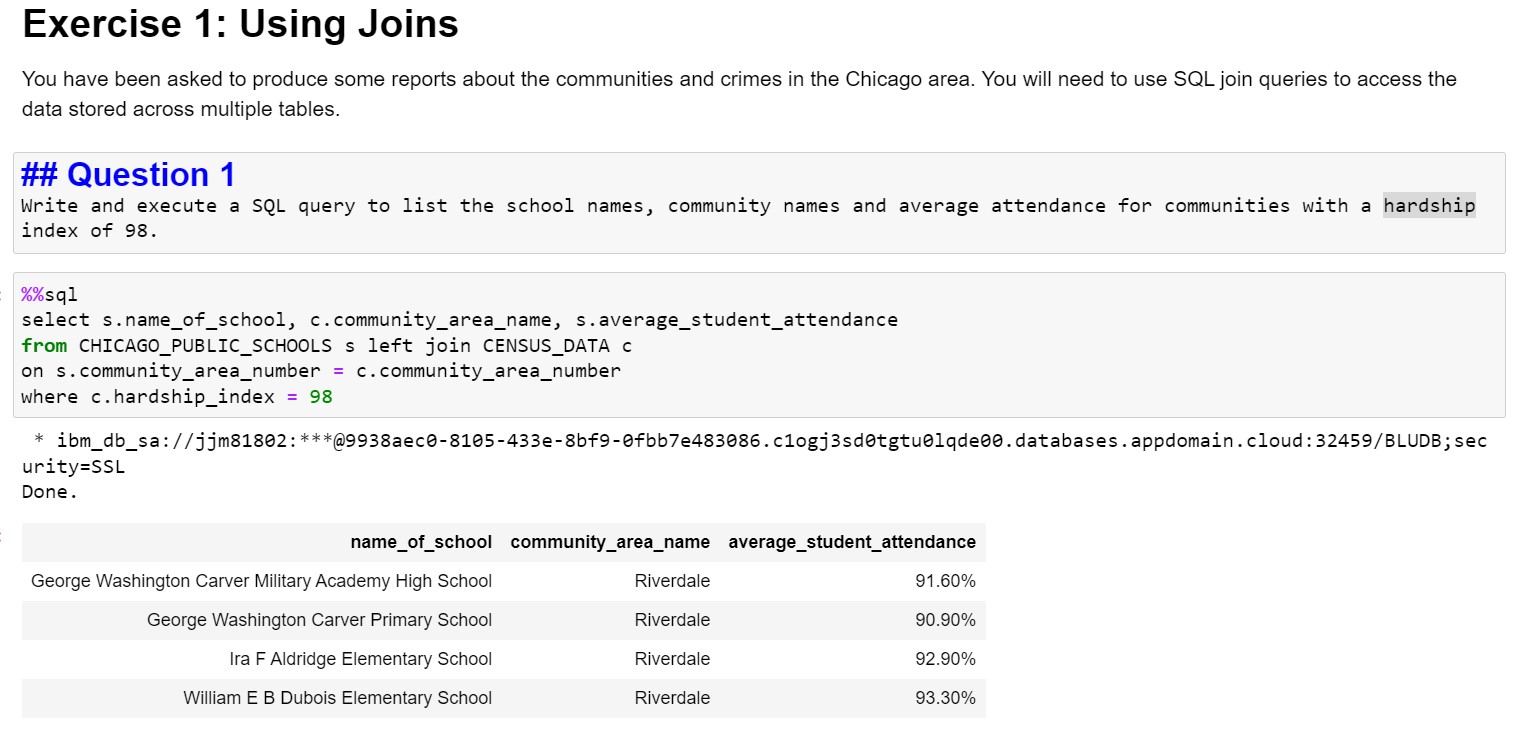 Exercise 1: Using Joins
You have been asked to produce some reports about the communities and crimes in the Chicago area. You will need to use SQL join queries to access the
data stored across multiple tables.
## Question 1
Write and execute a SQL query to list the school names, community names and average attendance for communities with a hardship
index of 98.
%%sql
select s.name_of_school, c.community_area_name, s.average_student_attendance
from CHICAGO_PUBLIC_SCHOOLS s left join CENSUS_DATA c
on s.community_area_number = c.community_area_number
where c.hardship_index = 98
* ibm_db_sa://jjm81802:***@9938aec0-8105-433e-8bf9-0fbb7e483086.c1ogj3sd0tgtu0lqde00.databases.appdomain.cloud:32459/BLUDB;sec
urity=SSL
Done.
name_of_school community_area_name average_student_attendance
George Washington Carver Military Academy High School Riverdale 91.60%
George Washington Carver Primary School Riverdale 90.90%
Ira F Aldridge Elementary School Riverdale 92.90%
William E B Dubois Elementary School Riverdale 93.30%